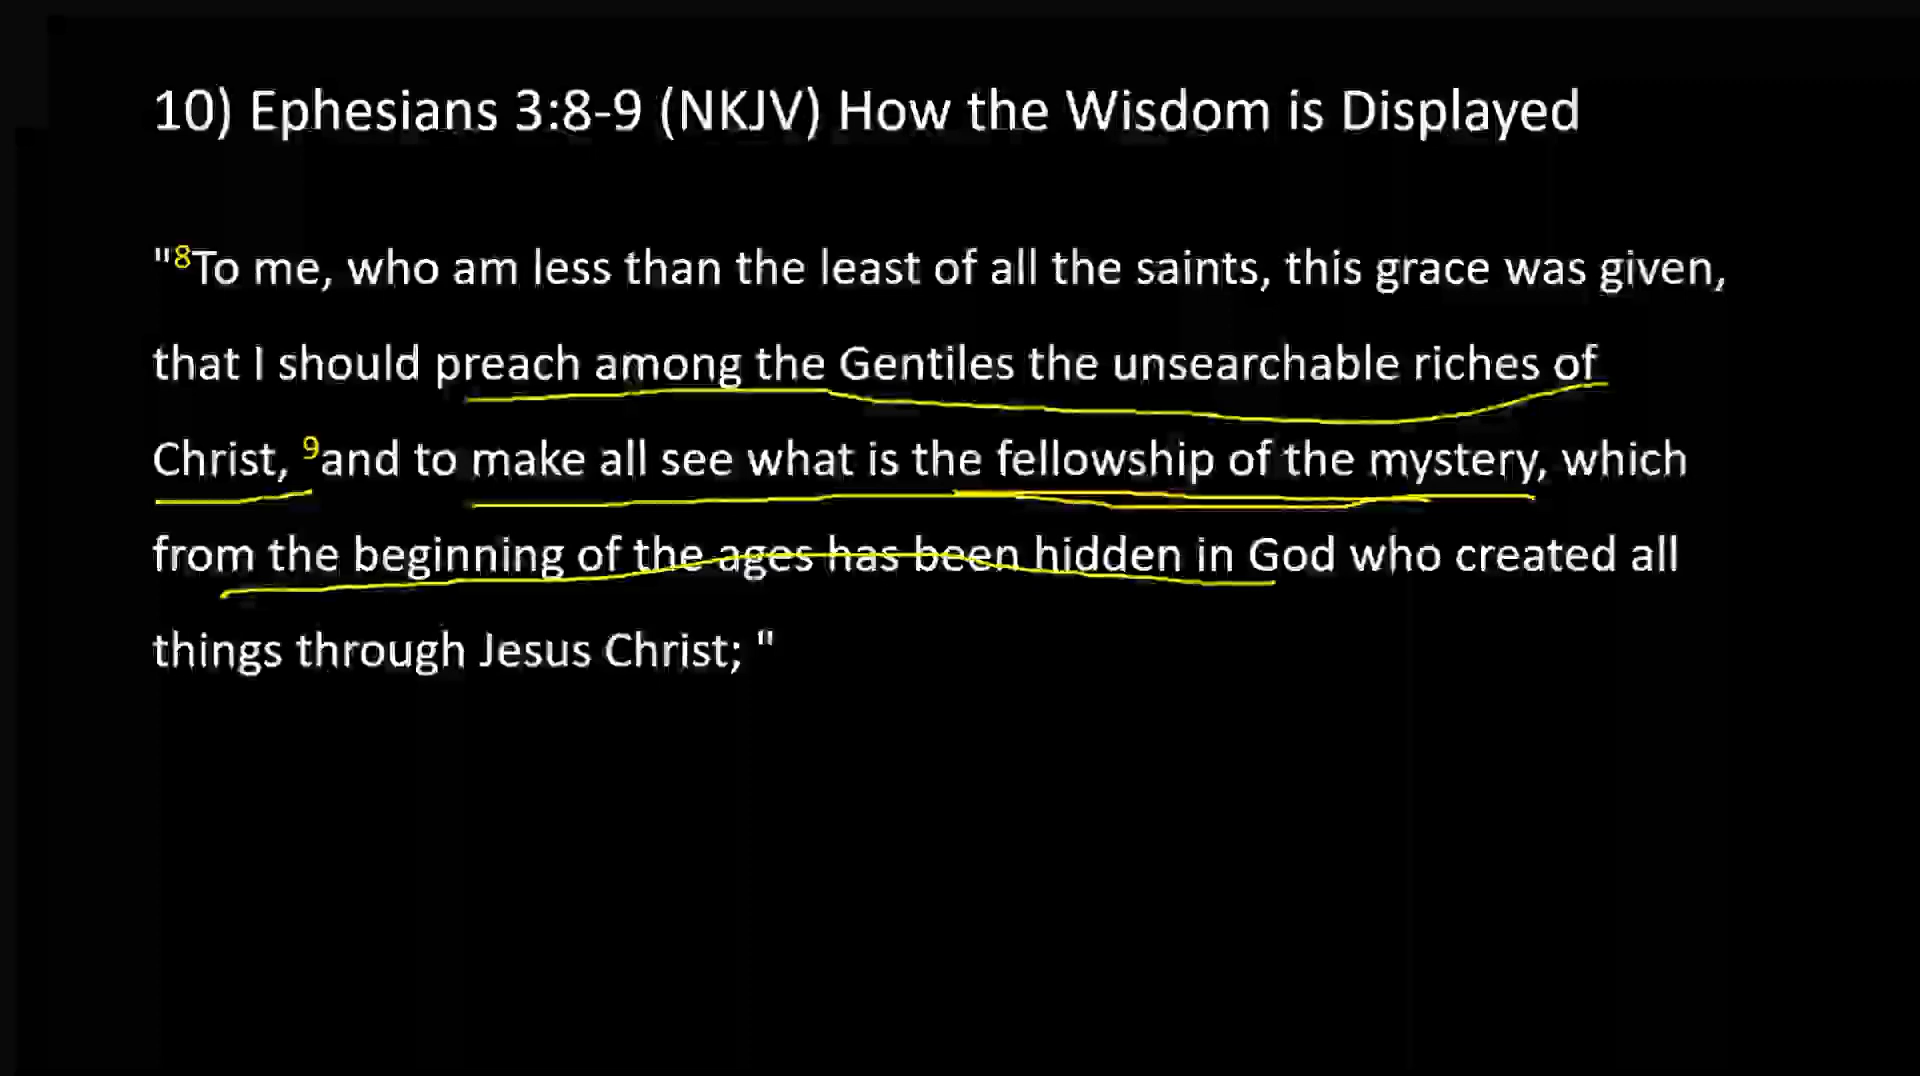 10) Ephesians 3:8-9 (NKJV) How the Wisdom is Displayed
"8To me, who am less than the least of all the saints, this grace was given,
that I should preach among the Gentiles the unsearchable riches of
Christ, 9and to make all see what is the fellowship of the mystery, which
from the beginning of the ages has been hidden in God who created all
things through Jesus Christ; "